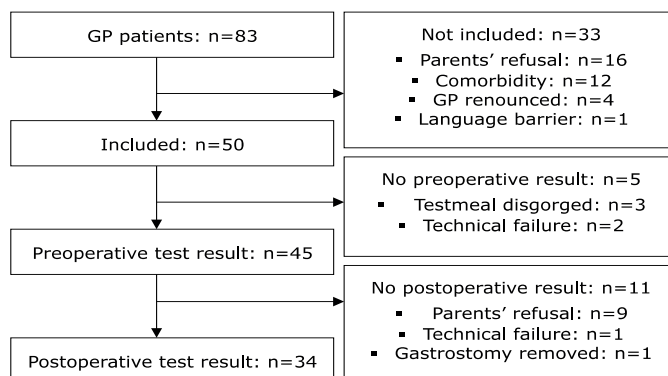 GP patients: n=83
Not included: n=33
▪ Parents’ refusal: n=16
▪ Comorbidity: n=12
▪ GP renounced: n=4
▪ Language barrier: n=1
Included: n=50
No preoperative result: n=5
▪ Testmeal disgorged: n=3
▪ Technical failure: n=2
Preoperative test result: n=45
No postoperative result: n=11
▪ Parents’ refusal: n=9
▪ Technical failure: n=1
▪ Gastrostomy removed: n=1
Postoperative test result: n=34